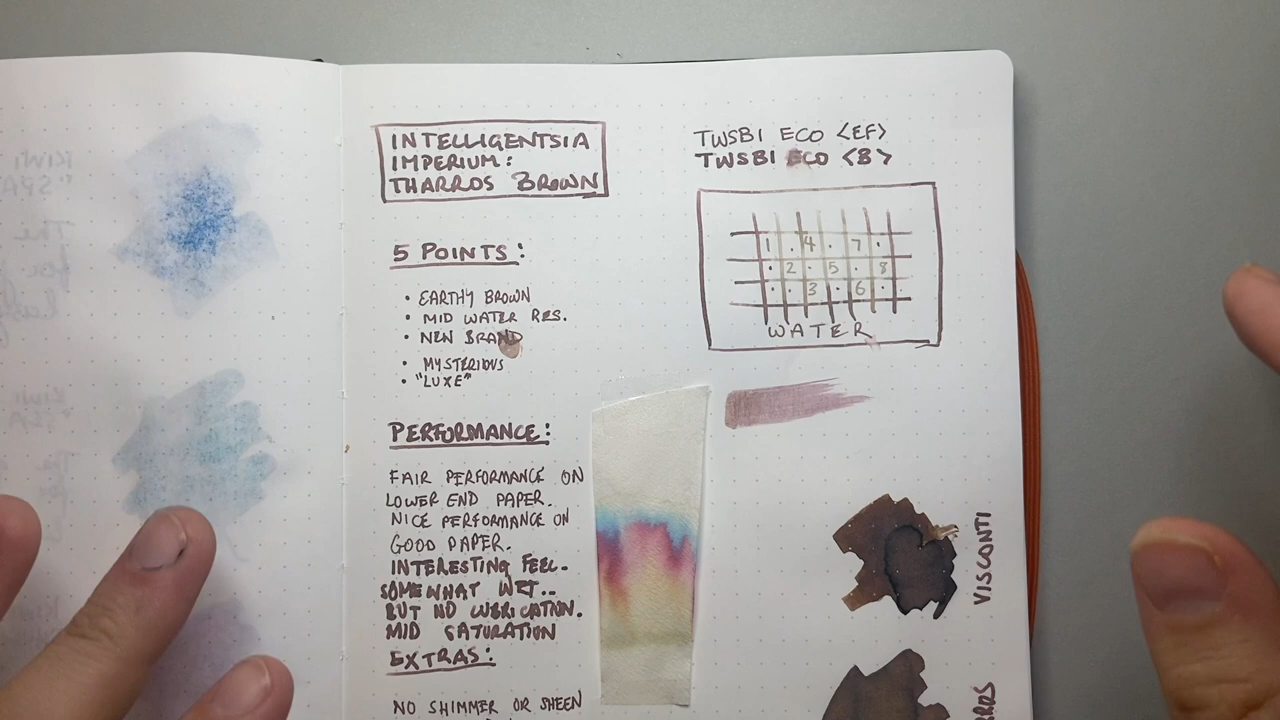 INTELLIGENTSIA
IMPERIUM:
THARROS BROWN
5 POINTS:
• EARTHY BROWN
• MID WATER RES.
• NEW BRAND
• MYSTERIOUS
• "LUXE"
PERFORMANCE:
FAIR PERFORMANCE ON
LOWER END PAPER.
NICE PERFORMANCE ON
GOOD PAPER.
INTERESTING FEEL.
SOMEWHAT WET..
BUT NO LUBRICATION.
MID SATURATION
EXTRAS:
NO SHIMMER OR SHEEN
TWSBI ECO <EF>
TWSBI ECO <B>
1 4 7
2 5 8
3 6
WATER
VISCONTI